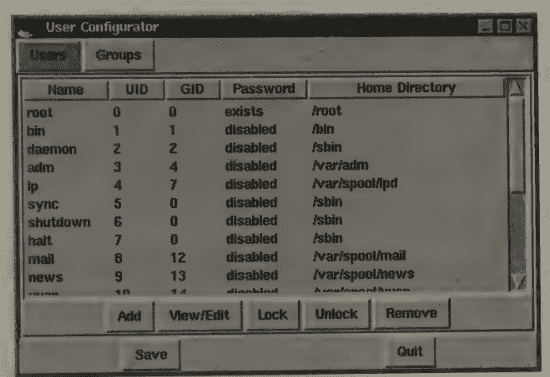 User Configurator
Users Groups
Name UID GID Password Home Directory
root 0 0 exists /root
bin 1 1 disabled /bin
daemon 2 2 disabled /sbin
adm 3 4 disabled /var/adm
lp 4 7 disabled /var/spool/lpd
sync 5 0 disabled /sbin
shutdown 6 0 disabled /sbin
halt 7 0 disabled /sbin
mail 8 12 disabled /var/spool/mail
news 9 13 disabled /var/spool/news
10 14 disabled
Add View/Edit Lock Unlock Remove
Save Quit